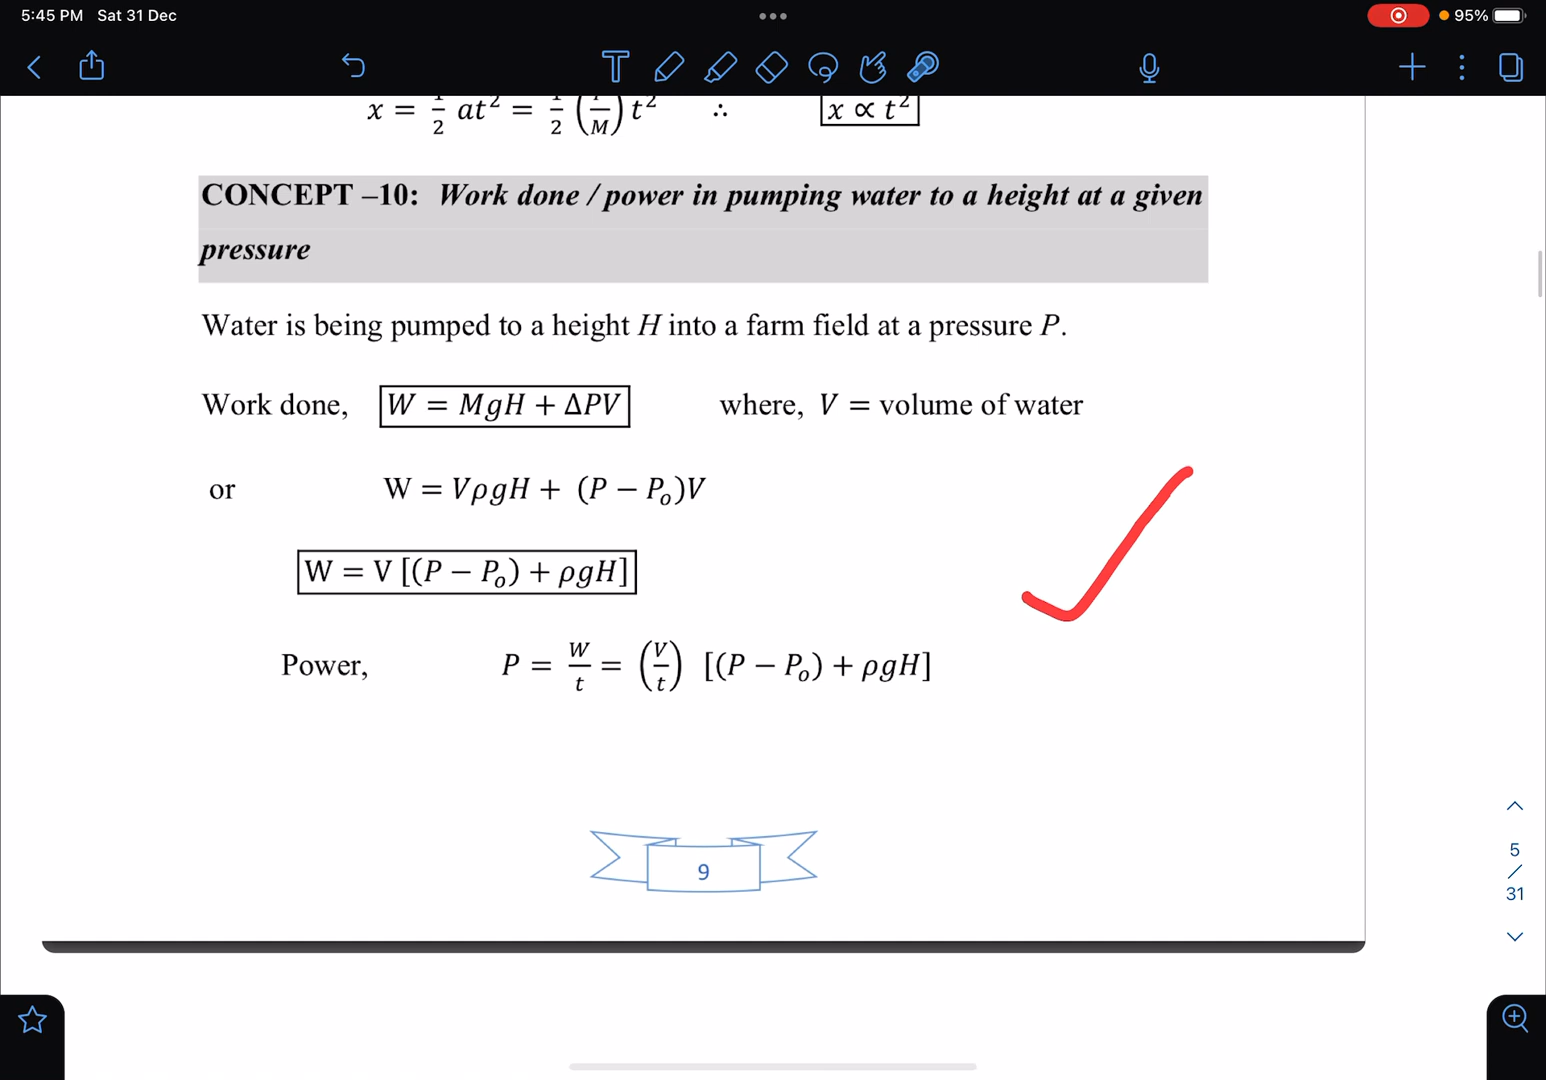 5:45 PM Sat 31 Dec
95%
x = 1/2 at² = 1/2 (F/M) t² ∴ x ∝ t²
CONCEPT –10: Work done / power in pumping water to a height at a given
pressure
Water is being pumped to a height H into a farm field at a pressure P.
Work done, W = MgH + ΔPV where, V = volume of water
or W = VρgH + (P − Pₒ)V
W = V [(P − Pₒ) + ρgH]
Power, P = W/t = (V/t) [(P − Pₒ) + ρgH]
9
5
/
31